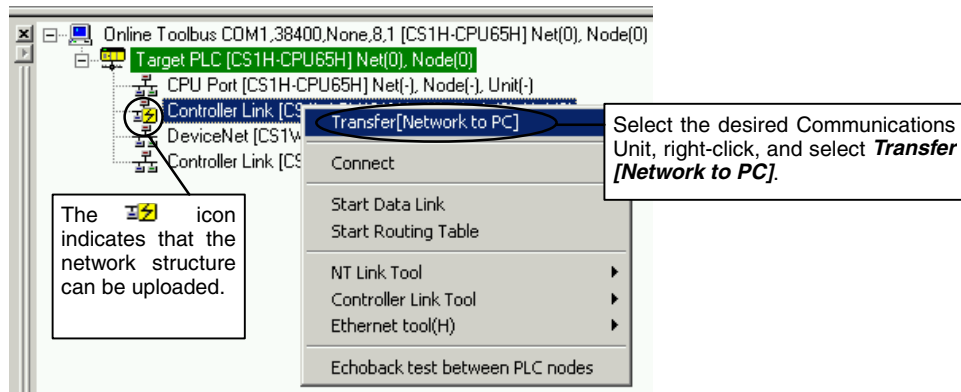 Online Toolbus COM1,38400,None,8,1 [CS1H-CPU65H] Net(0), Node(0)
Target PLC [CS1H-CPU65H] Net(0), Node(0)
CPU Port [CS1H-CPU65H] Net(-), Node(-), Unit(-)
Controller Link
DeviceNet [CS1W
Controller Link [CS
Transfer[Network to PC]
Connect
Start Data Link
Start Routing Table
NT Link Tool
Controller Link Tool
Ethernet tool(H)
Echoback test between PLC nodes
Select the desired Communications
Unit, right-click, and select Transfer
[Network to PC].
The icon
indicates that the
network structure
can be uploaded.